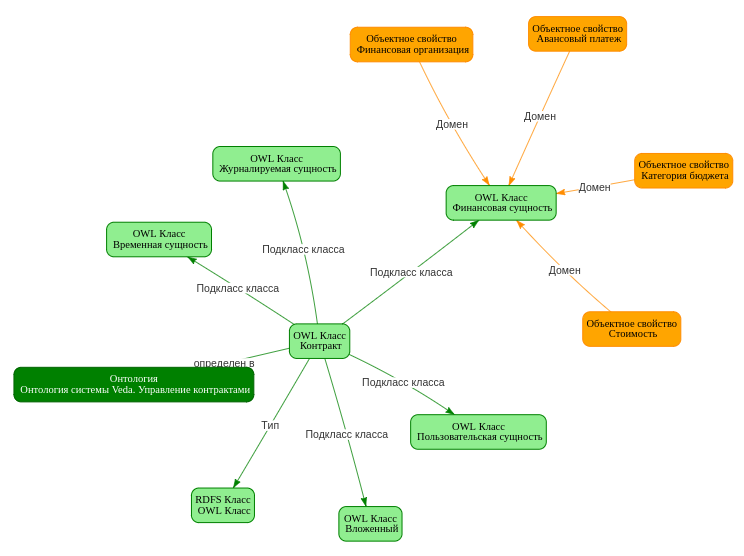 Объектное свойство
Авансовый платеж
Объектное свойство
Финансовая организация
Домен
Домен
OWL Класс
Журналируемая сущность
Объектное свойство
Категория бюджета
Домен
OWL Класс
Финансовая сущность
OWL Класс
Временная сущность
Подкласс класса
Подкласс класса
Домен
Подкласс класса
Объектное свойство
Стоимость
OWL Класс
Контракт
определен в
Онтология
Онтология системы Veda. Управление контрактами
Подкласс класса
Тип
Подкласс класса
OWL Класс
Пользовательская сущность
RDFS Класс
OWL Класс
OWL Класс
Вложенный